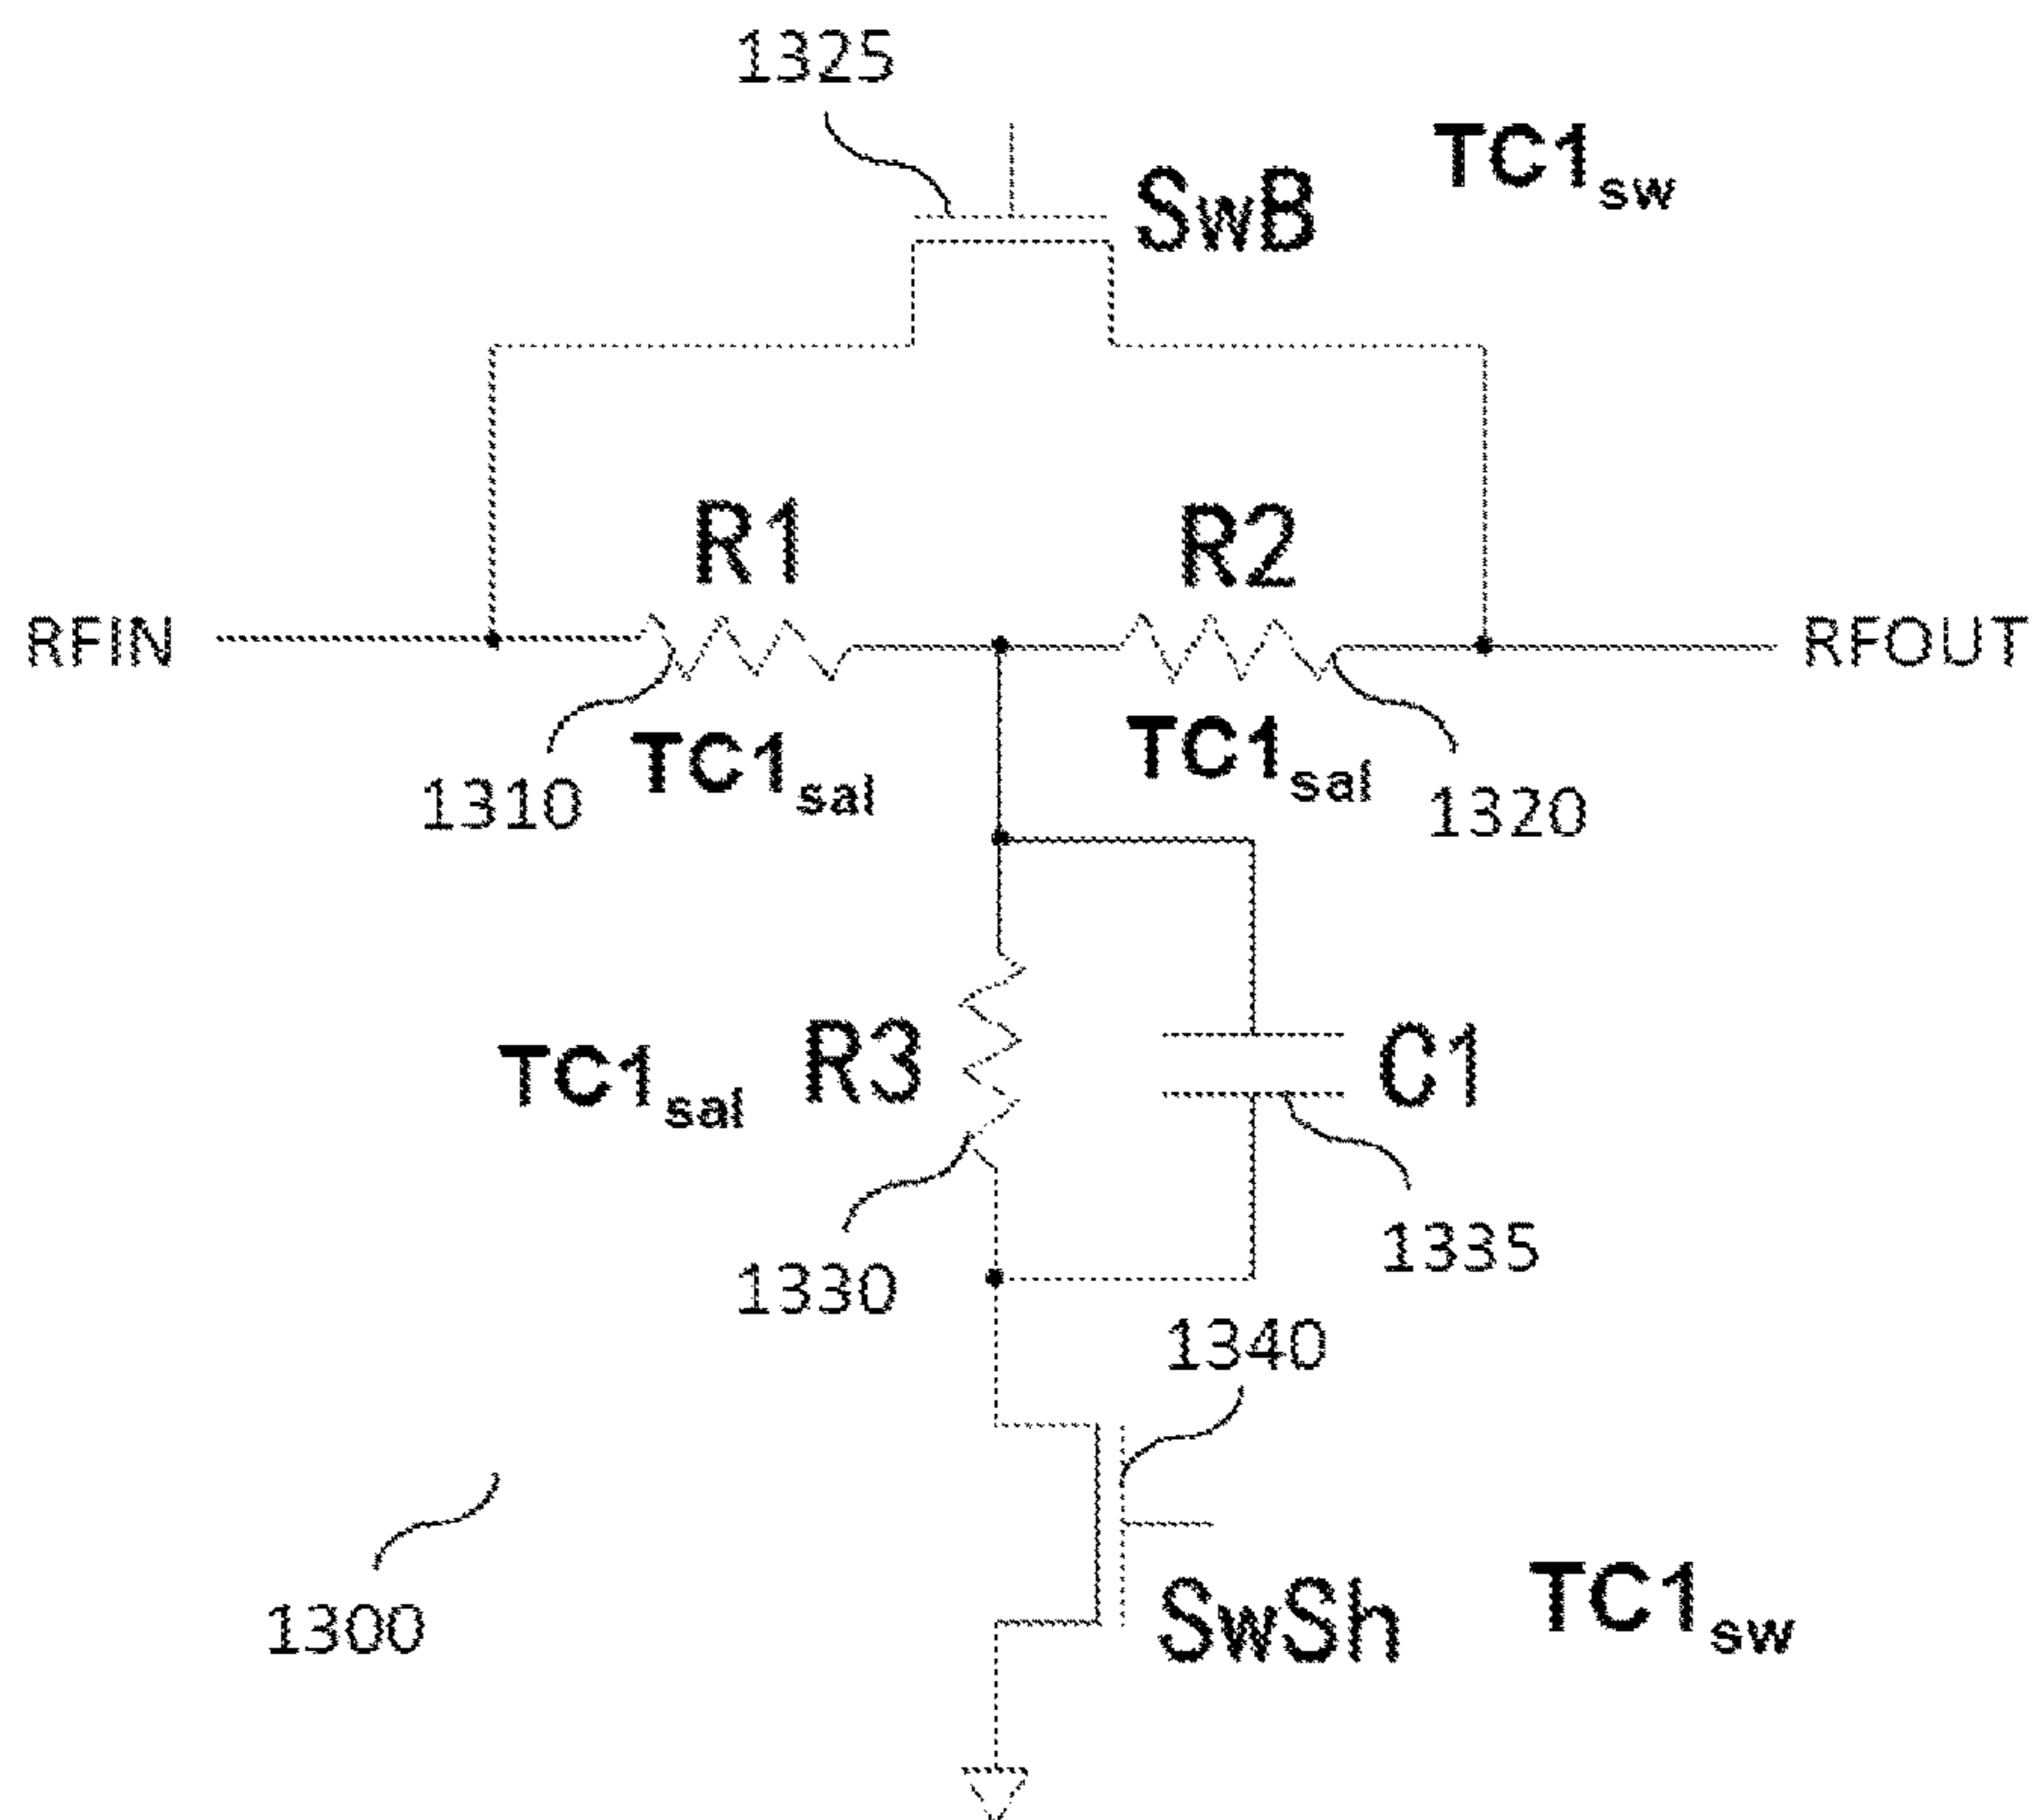 1325
TC1sw
SwB
R1
R2
RFIN
RFOUT
TC1sal
TC1sal
1310
1320
R3
C1
TC1sal
1330
1335
1340
1300
SwSh
TC1sw